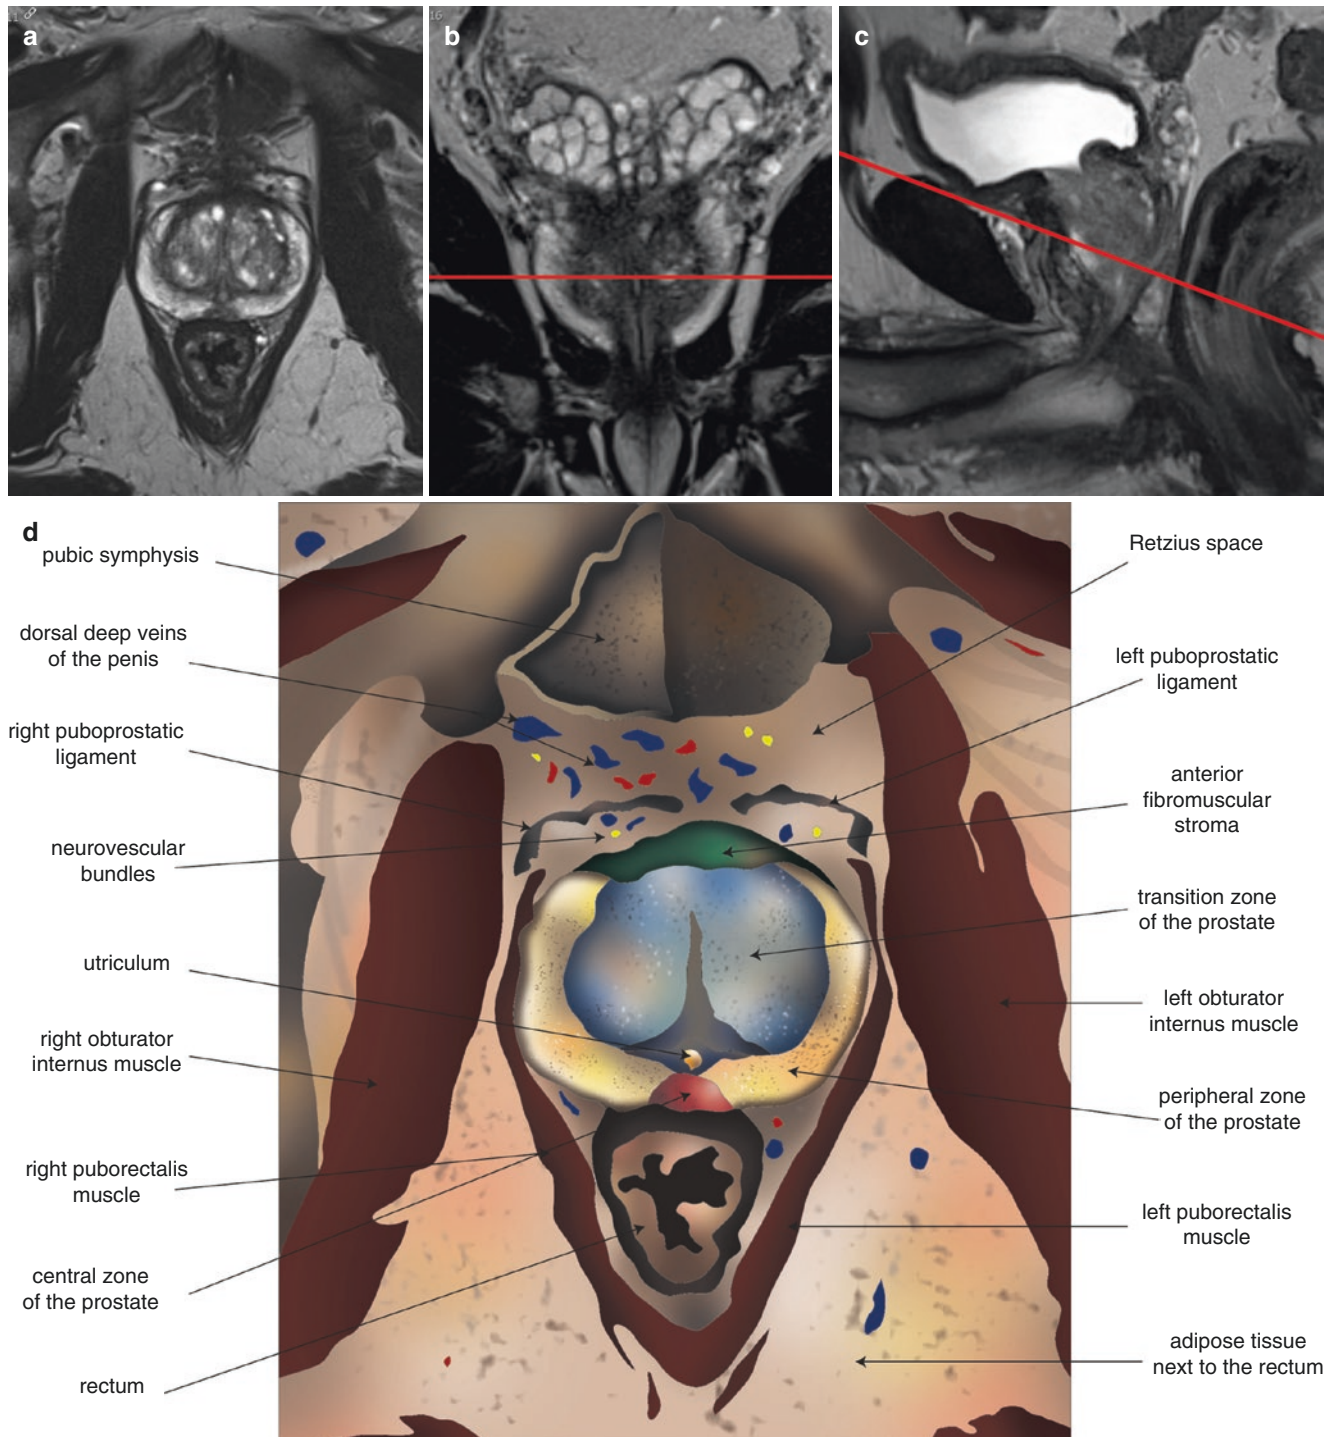 11
a
16
b
c
d
pubic symphysis
dorsal deep veins
of the penis
right puboprostatic
ligament
neurovescular
bundles
utriculum
right obturator
internus muscle
right puborectalis
muscle
central zone
of the prostate
rectum
Retzius space
left puboprostatic
ligament
anterior
fibromuscular
stroma
transition zone
of the prostate
left obturator
internus muscle
peripheral zone
of the prostate
left puborectalis
muscle
adipose tissue
next to the rectum